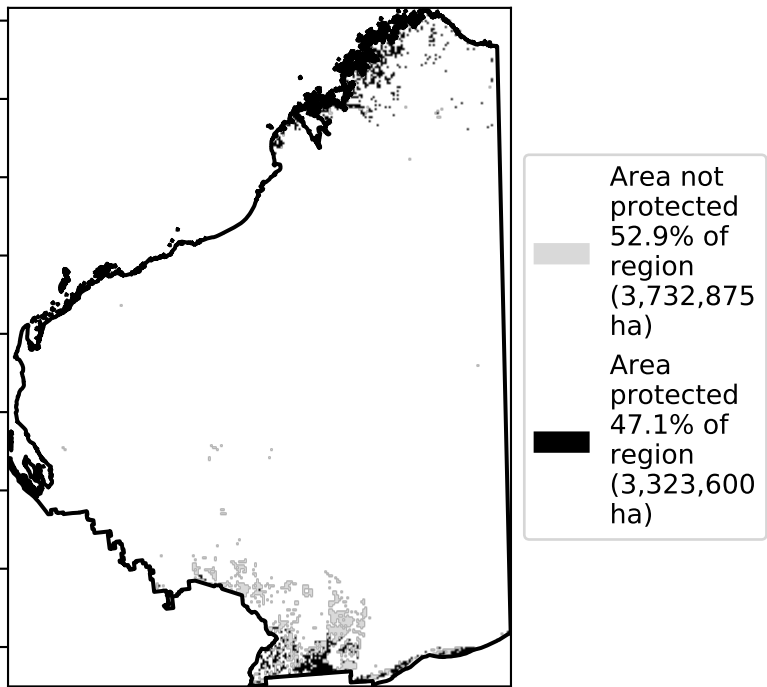 Area not
protected
52.9% of
region
(3,732,875
ha)
Area
protected
47.1% of
region
(3,323,600
ha)